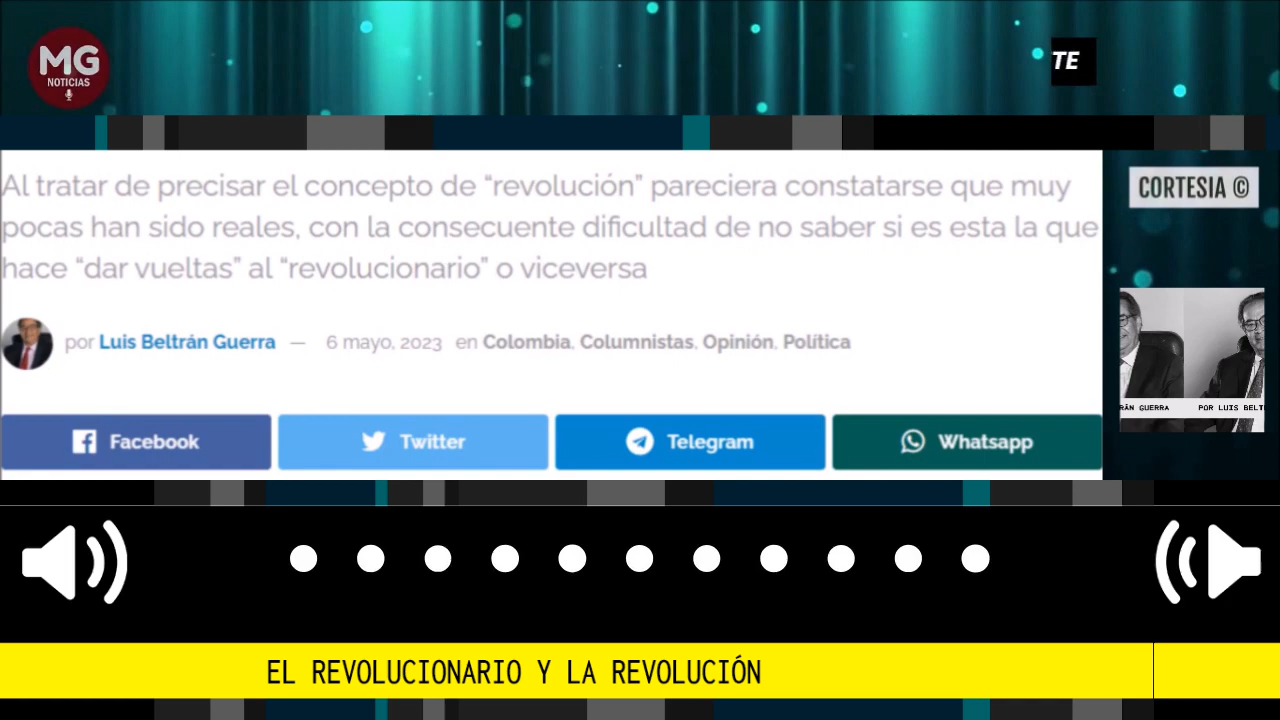 MG
NOTICIAS
TE
Al tratar de precisar el concepto de “revolución” pareciera constatarse que muy
pocas han sido reales, con la consecuente dificultad de no saber si es esta la que
hace “dar vueltas” al “revolucionario” o viceversa
CORTESIA ©
por Luis Beltrán Guerra — 6 mayo, 2023 en Colombia, Columnistas, Opinión, Política
RÁN GUERRA POR LUIS BELT
Facebook Twitter Telegram Whatsapp
EL REVOLUCIONARIO Y LA REVOLUCIÓN